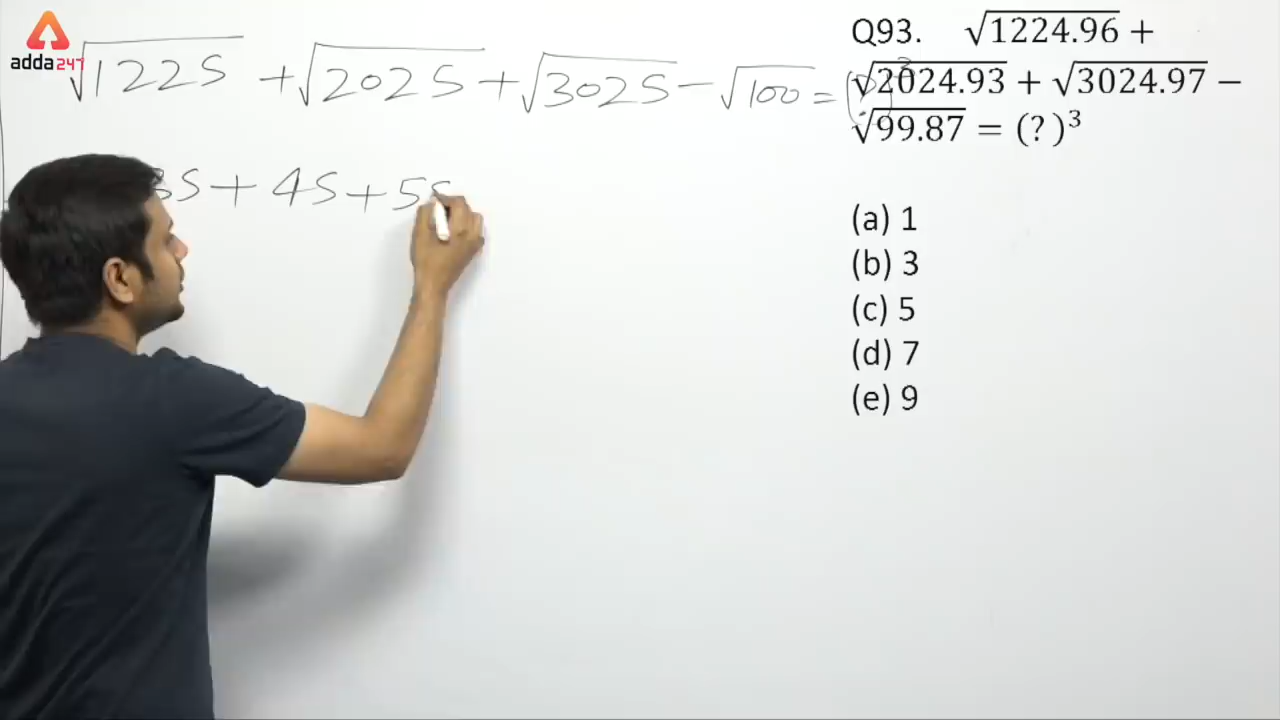 adda247
√1225 + √2025 + √3025 - √100 = (?)³
35 + 45 + 55
Q93. √1224.96 +
√2024.93 + √3024.97 −
√99.87 = (? )³
(a) 1
(b) 3
(c) 5
(d) 7
(e) 9